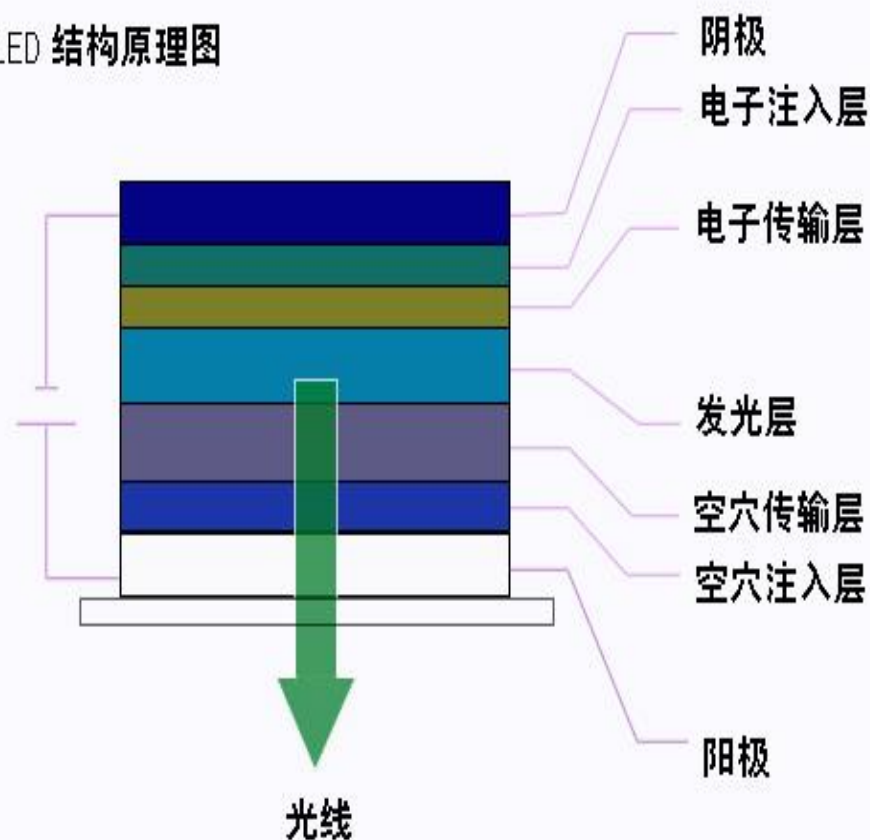 LED 结构原理图
阴极
电子注入层
电子传输层
发光层
空穴传输层
空穴注入层
阳极
光线